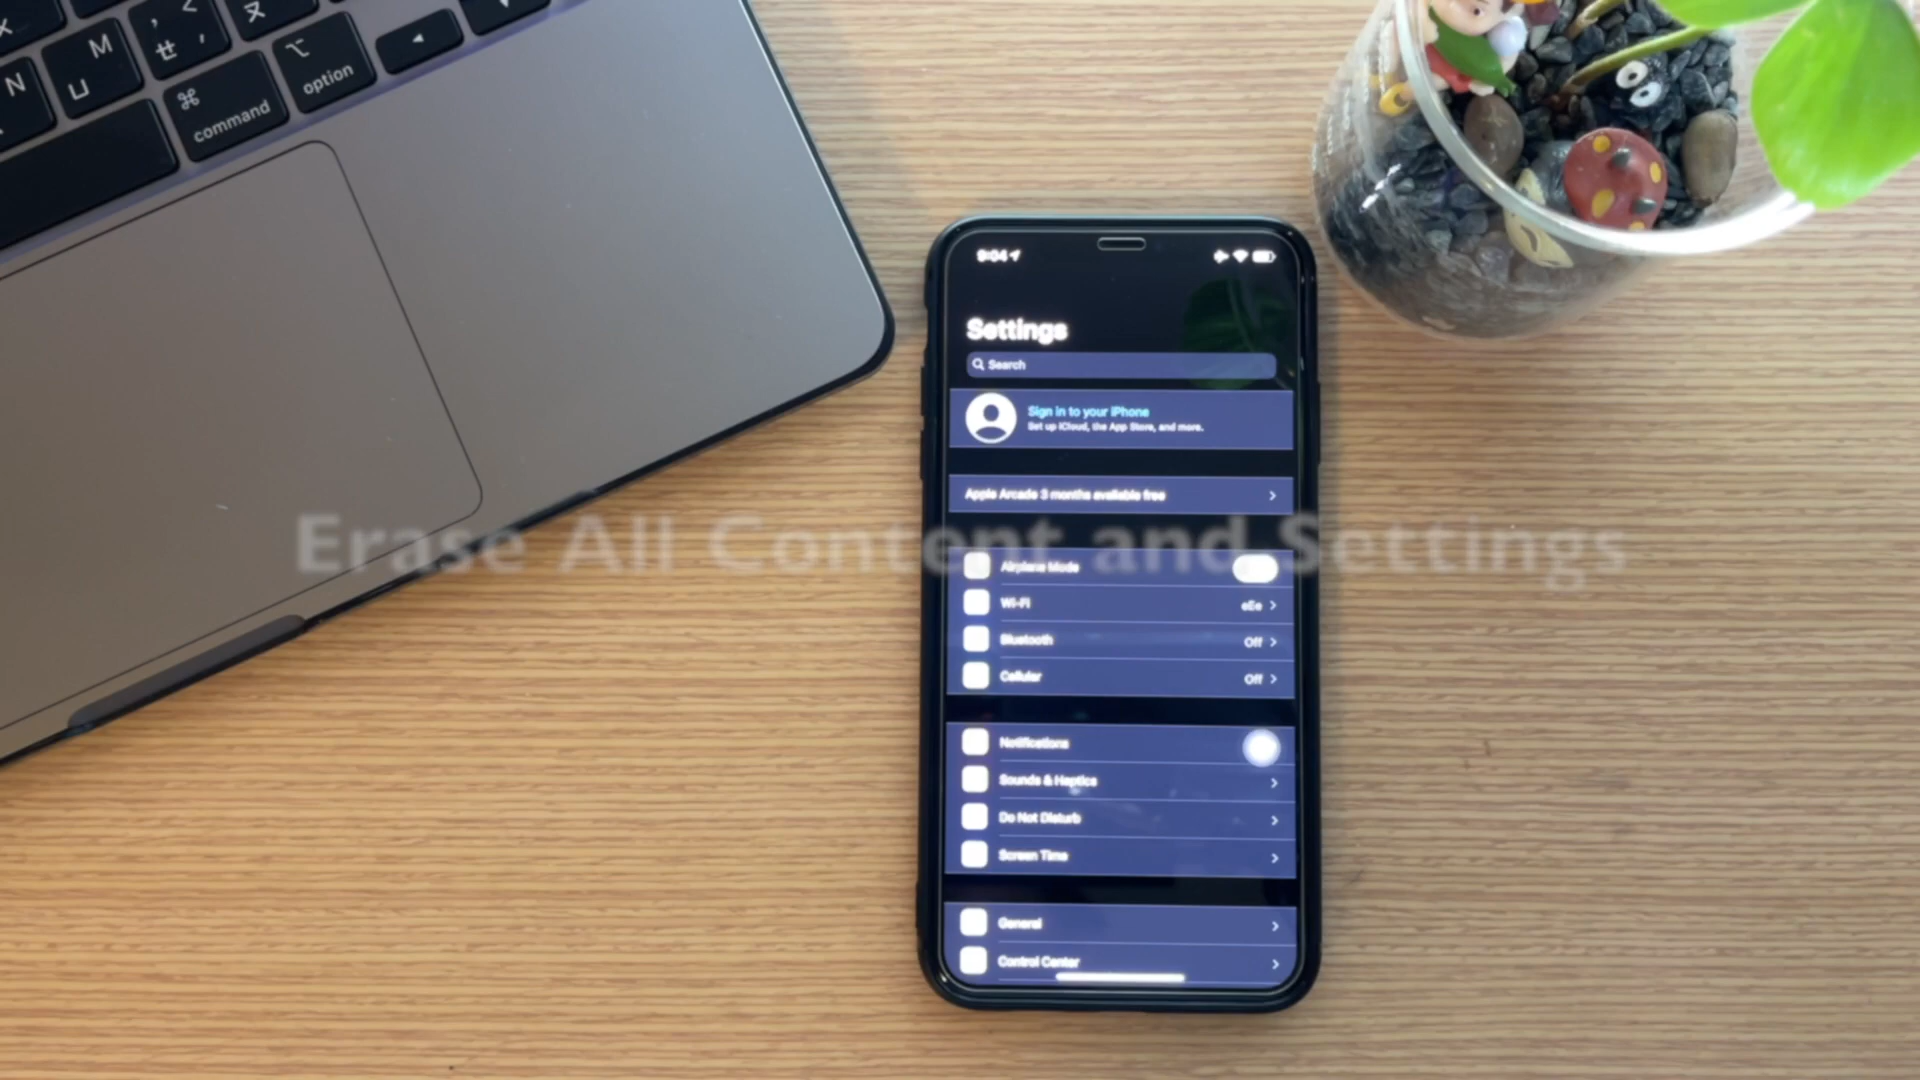 N
M
ㅂ
ㅊ
option
command
9:04
Settings
Search
Sign in to your iPhone
Set up iCloud, the App Store, and more.
Apple Arcade 3 months available free
Erase All Content and Settings
Airplane Mode
Wi-Fi
Bluetooth Off
Cellular Off
Notifications
Sounds & Haptics
Do Not Disturb
Screen Time
General
Control Center